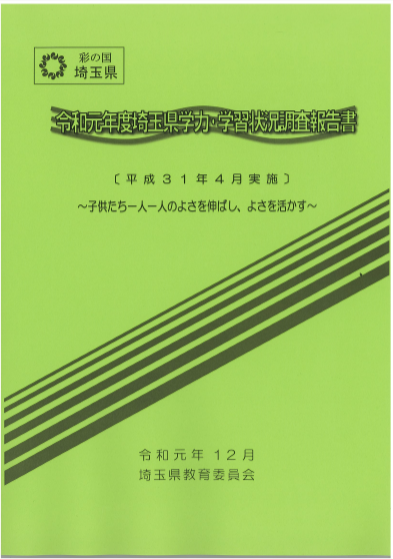 彩の国
埼玉県
令和元年度埼玉県学力・学習状況調査報告書
〔平成31年4月実施〕
～子供たち一人一人のよさを伸ばし、よさを活かす～
令和元年12月
埼玉県教育委員会